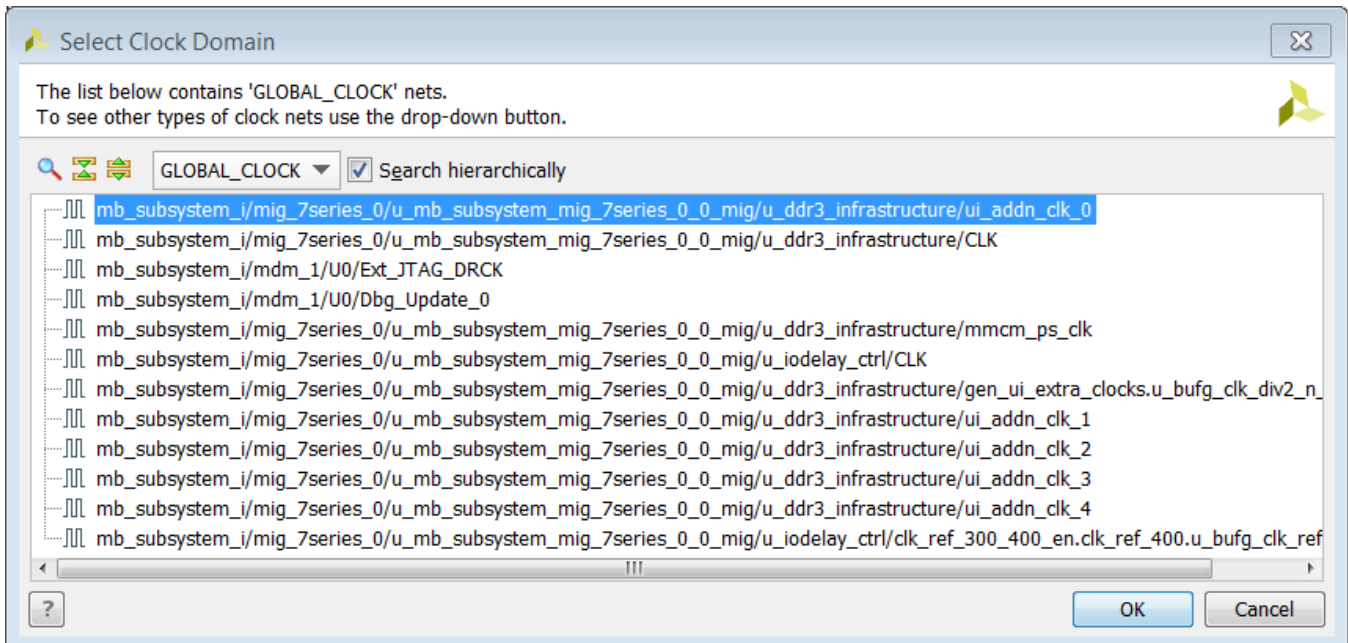 Select Clock Domain
The list below contains 'GLOBAL_CLOCK' nets.
To see other types of clock nets use the drop-down button.
GLOBAL_CLOCK Search hierarchically
mb_subsystem_i/mig_7series_0/u_mb_subsystem_mig_7series_0_0_mig/u_ddr3_infrastructure/ui_addn_clk_0
mb_subsystem_i/mig_7series_0/u_mb_subsystem_mig_7series_0_0_mig/u_ddr3_infrastructure/CLK
mb_subsystem_i/mdm_1/U0/Ext_JTAG_DRCK
mb_subsystem_i/mdm_1/U0/Dbg_Update_0
mb_subsystem_i/mig_7series_0/u_mb_subsystem_mig_7series_0_0_mig/u_ddr3_infrastructure/mmcm_ps_clk
mb_subsystem_i/mig_7series_0/u_mb_subsystem_mig_7series_0_0_mig/u_iodelay_ctrl/CLK
mb_subsystem_i/mig_7series_0/u_mb_subsystem_mig_7series_0_0_mig/u_ddr3_infrastructure/gen_ui_extra_clocks.u_bufg_clk_div2_n_
mb_subsystem_i/mig_7series_0/u_mb_subsystem_mig_7series_0_0_mig/u_ddr3_infrastructure/ui_addn_clk_1
mb_subsystem_i/mig_7series_0/u_mb_subsystem_mig_7series_0_0_mig/u_ddr3_infrastructure/ui_addn_clk_2
mb_subsystem_i/mig_7series_0/u_mb_subsystem_mig_7series_0_0_mig/u_ddr3_infrastructure/ui_addn_clk_3
mb_subsystem_i/mig_7series_0/u_mb_subsystem_mig_7series_0_0_mig/u_ddr3_infrastructure/ui_addn_clk_4
mb_subsystem_i/mig_7series_0/u_mb_subsystem_mig_7series_0_0_mig/u_iodelay_ctrl/clk_ref_300_400_en.clk_ref_400.u_bufg_clk_ref
? OK Cancel